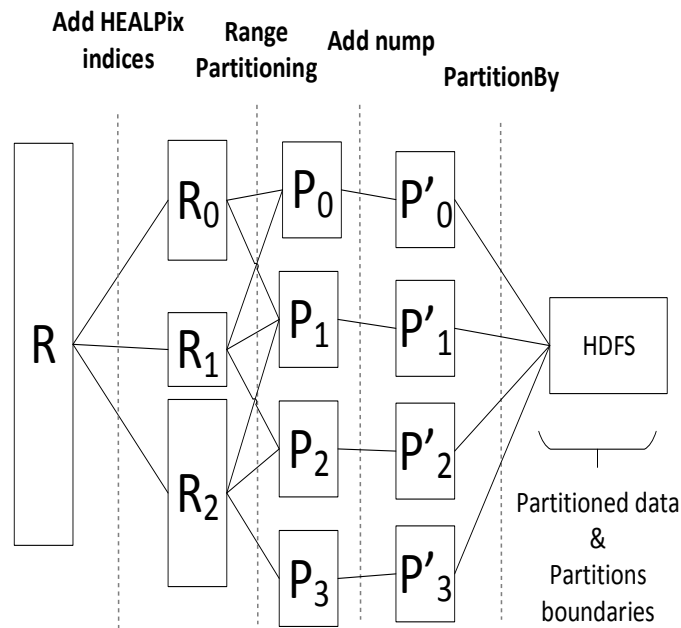 Add HEALPix
indices
Range
Partitioning
Add nump
PartitionBy
R
R0
R1
R2
P0
P1
P2
P3
P'0
P'1
P'2
P'3
HDFS
Partitioned data
&
Partitions
boundaries